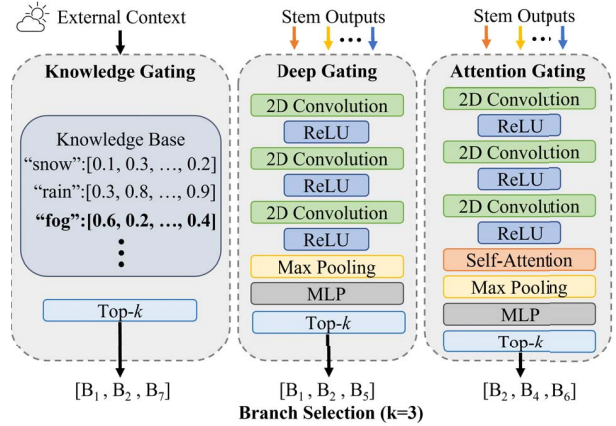 External Context
Knowledge Gating
Knowledge Base
“snow”:[0.1, 0.3, …, 0.2]
“rain”:[0.3, 0.8, …, 0.9]
“fog”:[0.6, 0.2, …, 0.4]
Top-k
[B₁ , B₂ , B₇]
Stem Outputs
Deep Gating
2D Convolution
ReLU
2D Convolution
ReLU
2D Convolution
ReLU
Max Pooling
MLP
Top-k
[B₁ , B₂ , B₅]
Stem Outputs
Attention Gating
2D Convolution
ReLU
2D Convolution
ReLU
2D Convolution
ReLU
Self-Attention
Max Pooling
MLP
Top-k
[B₂ , B₄ , B₆]
Branch Selection (k=3)